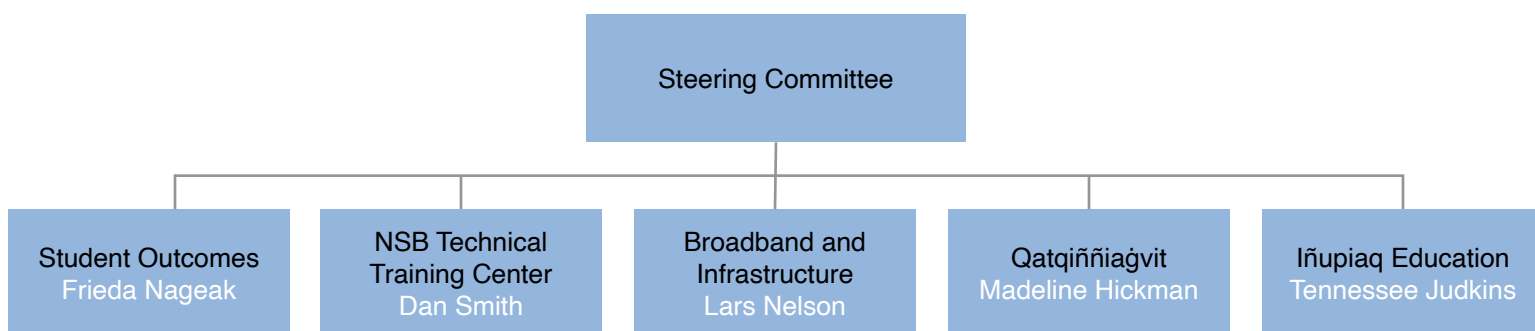 Steering Committee
Student Outcomes
Frieda Nageak
NSB Technical
Training Center
Dan Smith
Broadband and
Infrastructure
Lars Nelson
Qatqiññiaġvit
Madeline Hickman
Iñupiaq Education
Tennessee Judkins